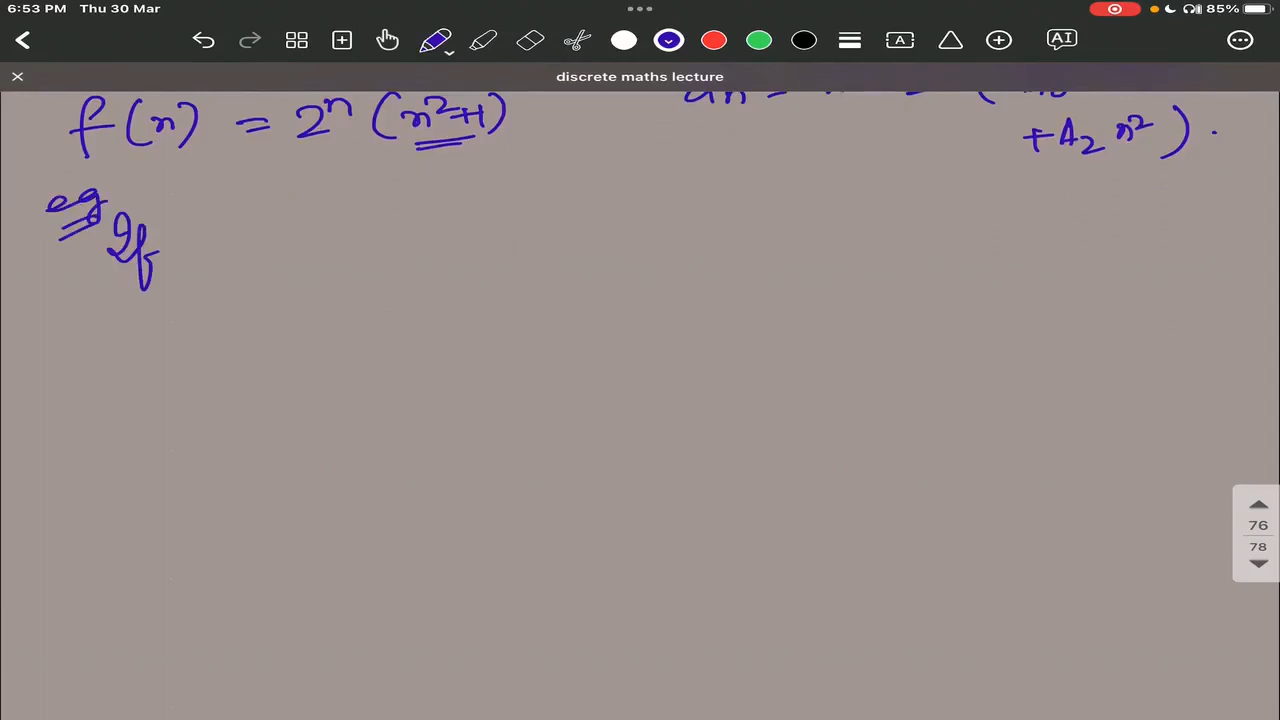 6:53 PM Thu 30 Mar
85%
A
AI
discrete maths lecture
f(n) = 2ⁿ (n²+1)
+A₂ n²) .
eg
If
76
78